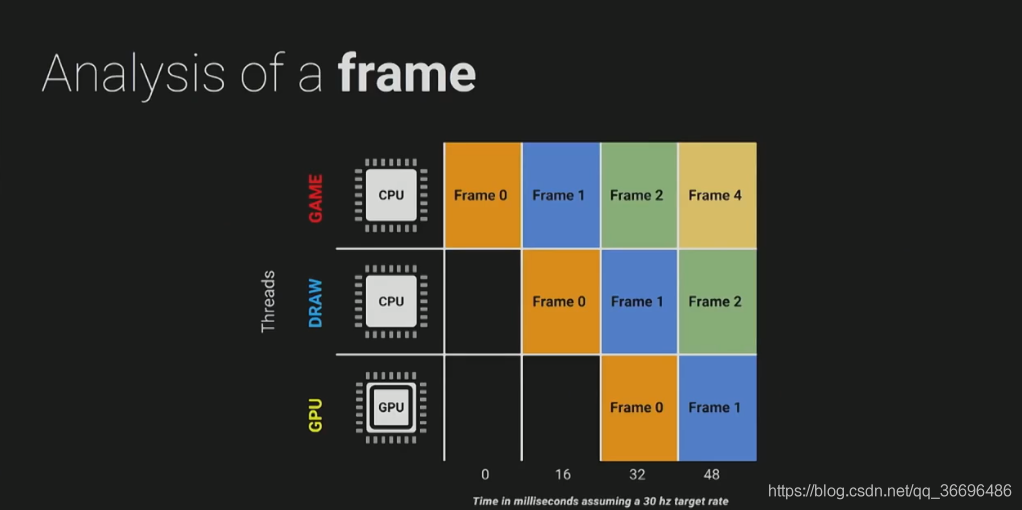 Analysis of a frame
Threads
GAME
CPU
Frame 0
Frame 1
Frame 2
Frame 4
DRAW
CPU
Frame 0
Frame 1
Frame 2
GPU
GPU
Frame 0
Frame 1
0
16
32
48
Time in milliseconds assuming a 30 hz target rate
https://blog.csdn.net/qq_36696486